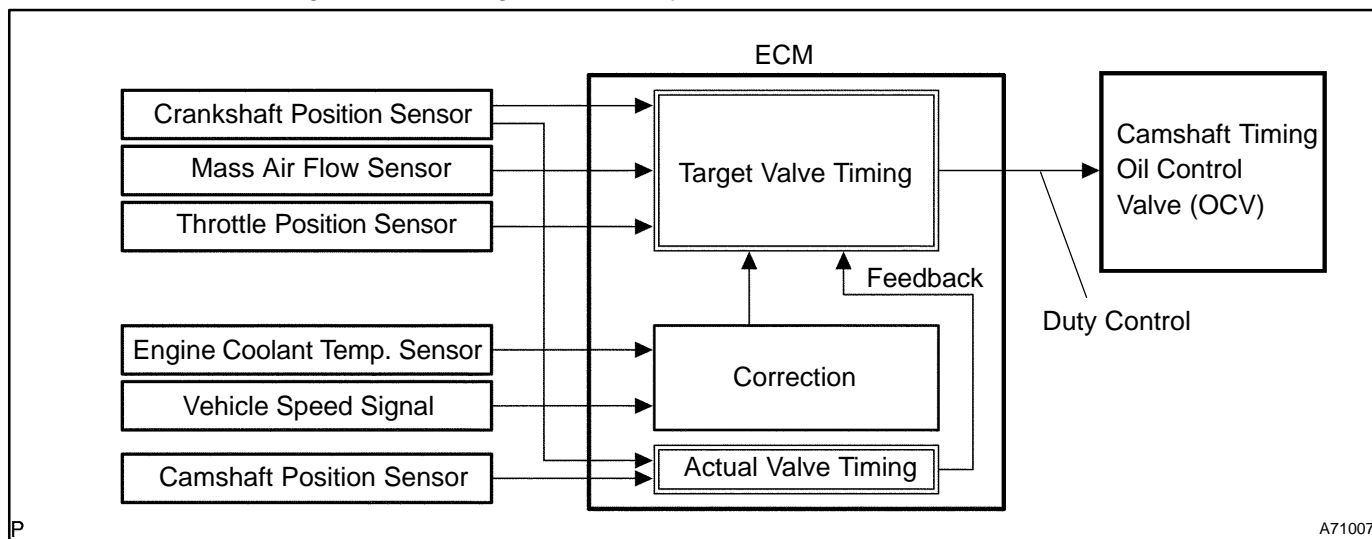 ECM
Crankshaft Position Sensor
Mass Air Flow Sensor
Throttle Position Sensor
Engine Coolant Temp. Sensor
Vehicle Speed Signal
Camshaft Position Sensor
Target Valve Timing
Feedback
Correction
Actual Valve Timing
Camshaft Timing
Oil Control
Valve (OCV)
Duty Control
P
A71007